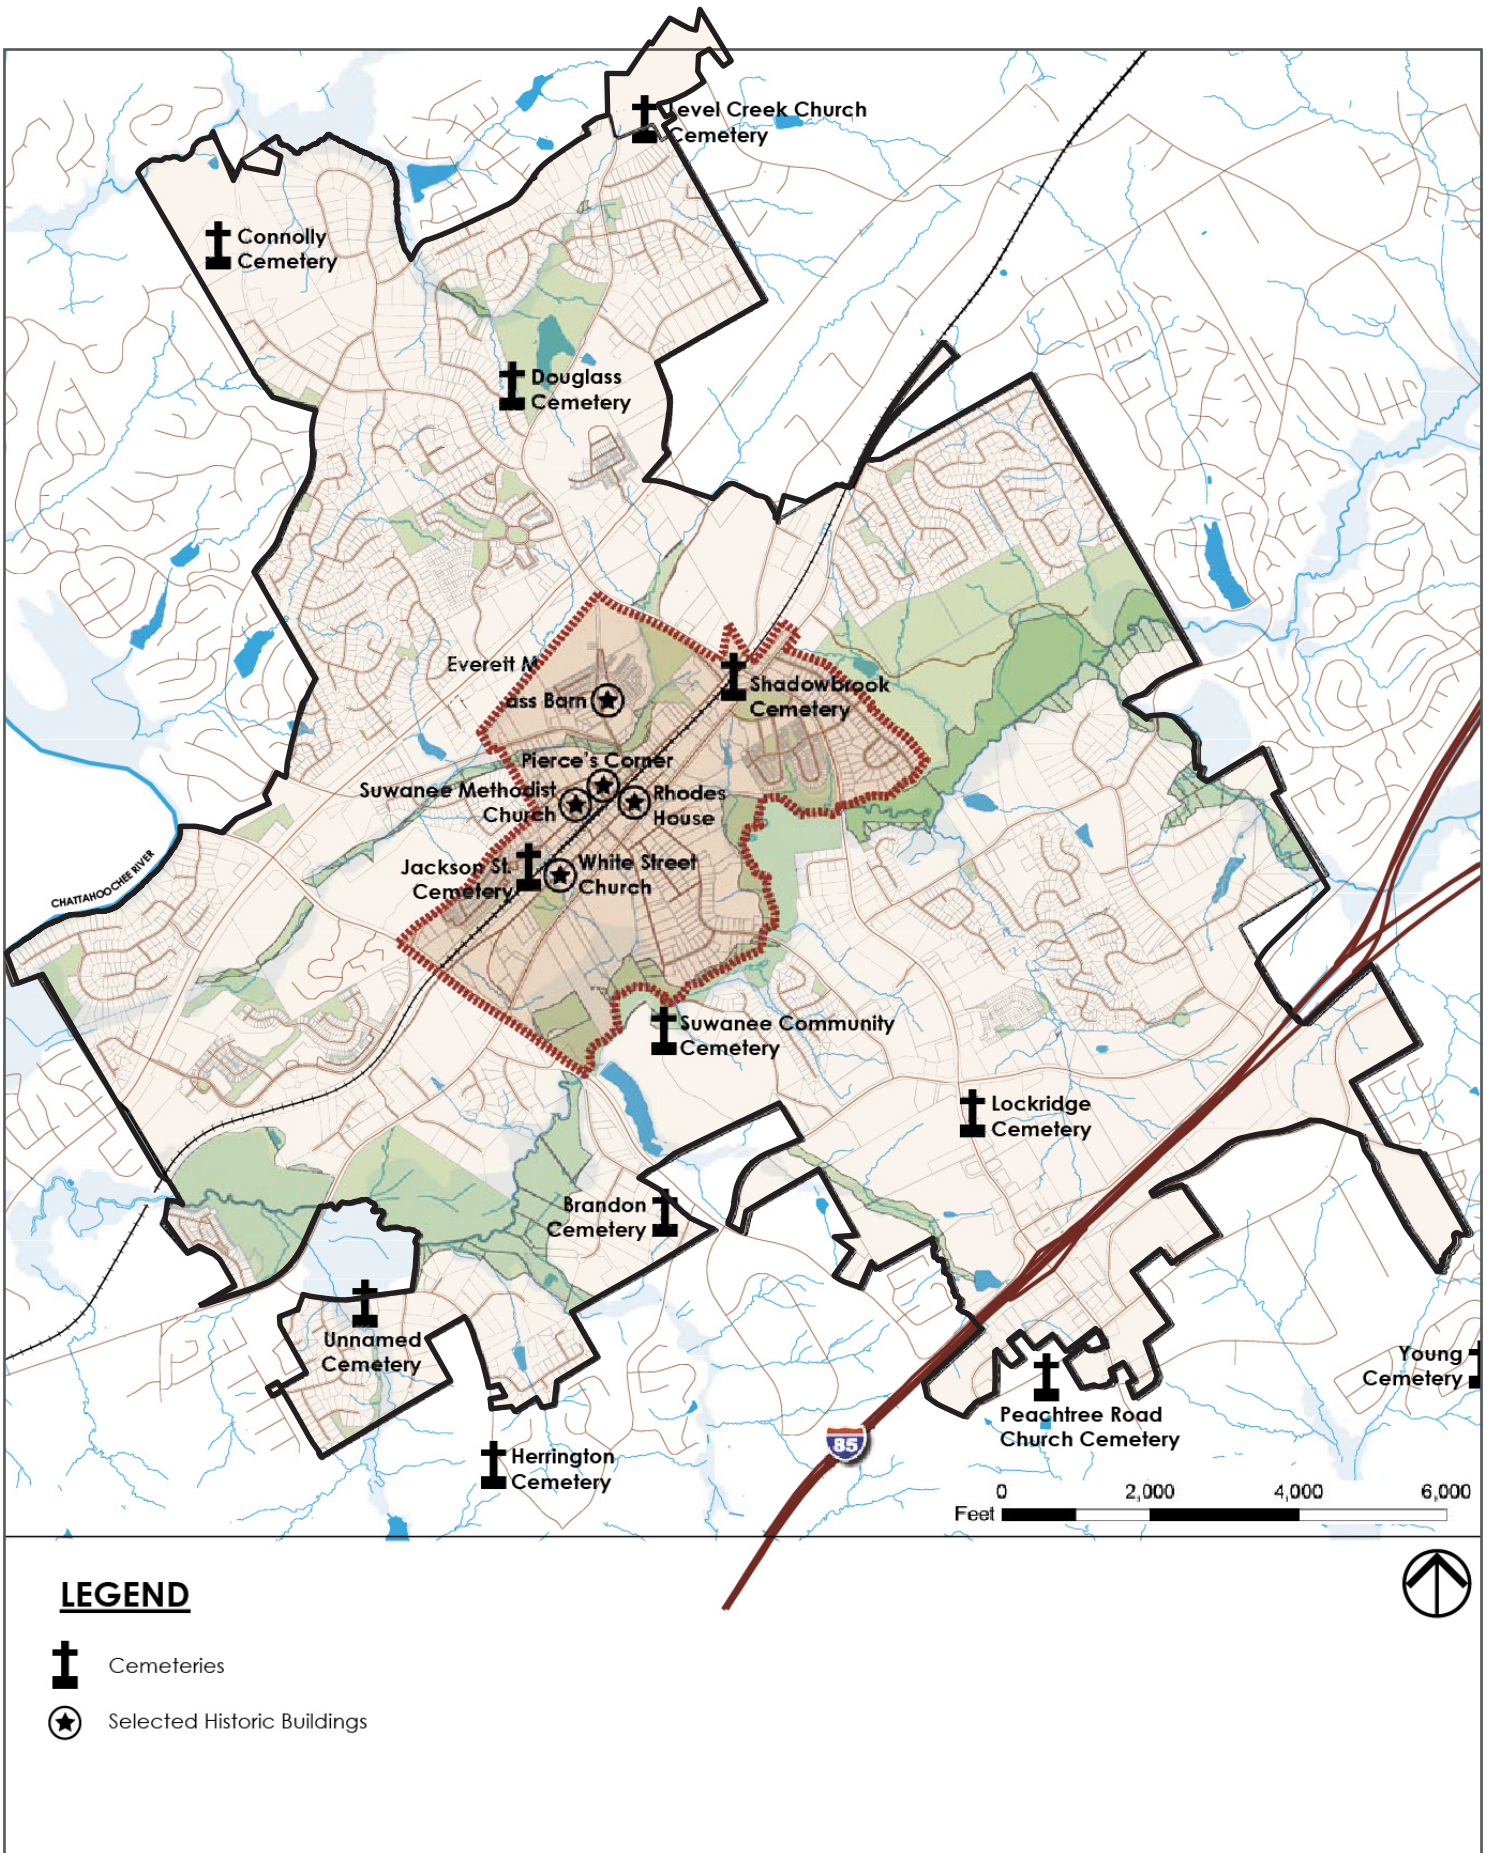 Level Creek Church
Cemetery
Connolly
Cemetery
Douglass
Cemetery
Everett M
ass Barn
Shadowbrook
Cemetery
Pierce's Corner
Suwanee Methodist
Church
Rhodes
House
Jackson St.
Cemetery
White Street
Church
CHATTAHOOCHEE RIVER
Suwanee Community
Cemetery
Lockridge
Cemetery
Brandon
Cemetery
Unnamed
Cemetery
Young
Cemetery
Peachtree Road
Church Cemetery
85
Herrington
Cemetery
0 2,000 4,000 6,000
Feet
LEGEND
Cemeteries
Selected Historic Buildings